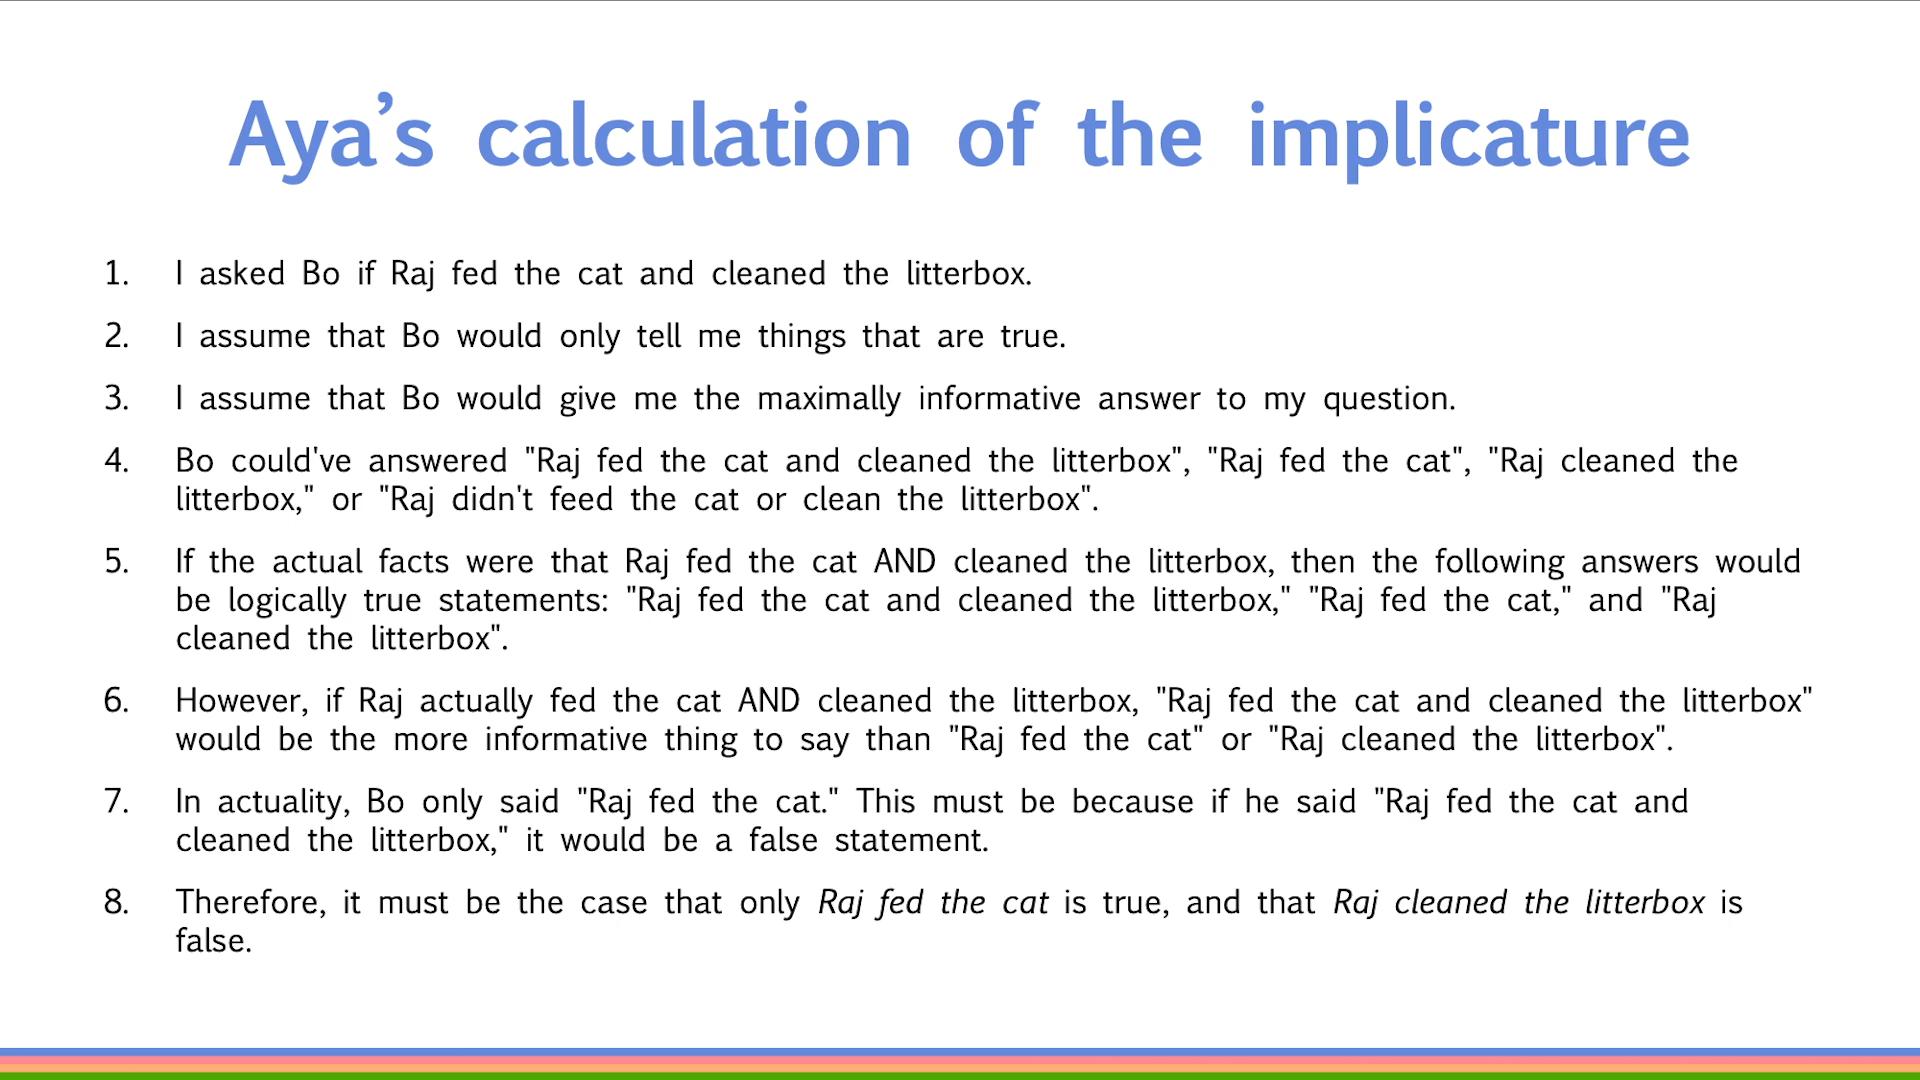 Aya’s calculation of the implicature
1. I asked Bo if Raj fed the cat and cleaned the litterbox.
2. I assume that Bo would only tell me things that are true.
3. I assume that Bo would give me the maximally informative answer to my question.
4. Bo could've answered "Raj fed the cat and cleaned the litterbox", "Raj fed the cat", "Raj cleaned the
litterbox," or "Raj didn't feed the cat or clean the litterbox".
5. If the actual facts were that Raj fed the cat AND cleaned the litterbox, then the following answers would
be logically true statements: "Raj fed the cat and cleaned the litterbox," "Raj fed the cat," and "Raj
cleaned the litterbox".
6. However, if Raj actually fed the cat AND cleaned the litterbox, "Raj fed the cat and cleaned the litterbox"
would be the more informative thing to say than "Raj fed the cat" or "Raj cleaned the litterbox".
7. In actuality, Bo only said "Raj fed the cat." This must be because if he said "Raj fed the cat and
cleaned the litterbox," it would be a false statement.
8. Therefore, it must be the case that only Raj fed the cat is true, and that Raj cleaned the litterbox is
false.